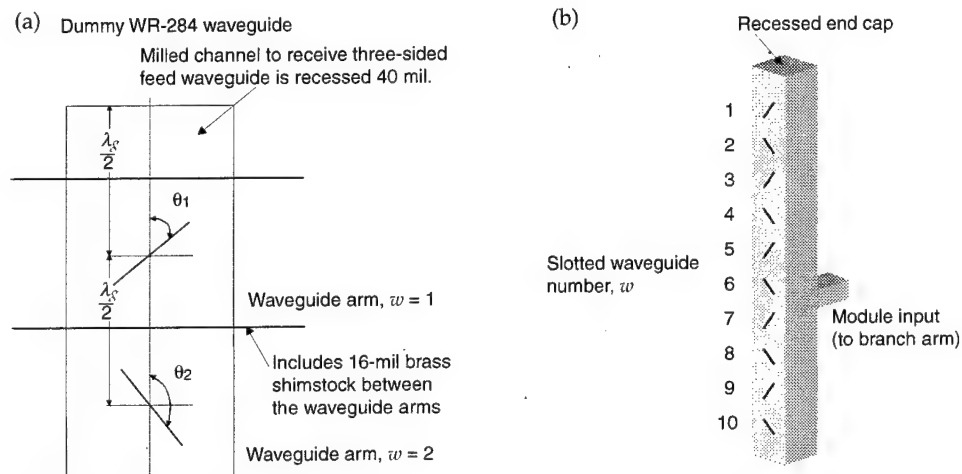 (a) Dummy WR-284 waveguide
Milled channel to receive three-sided
feed waveguide is recessed 40 mil.
λg
2
θ1
λg
2
Waveguide arm, w = 1
Includes 16-mil brass
shimstock between
the waveguide arms
θ2
Waveguide arm, w = 2
(b)
Recessed end cap
1
2
3
4
5
6
7
8
9
10
Slotted waveguide
number, w
Module input
(to branch arm)